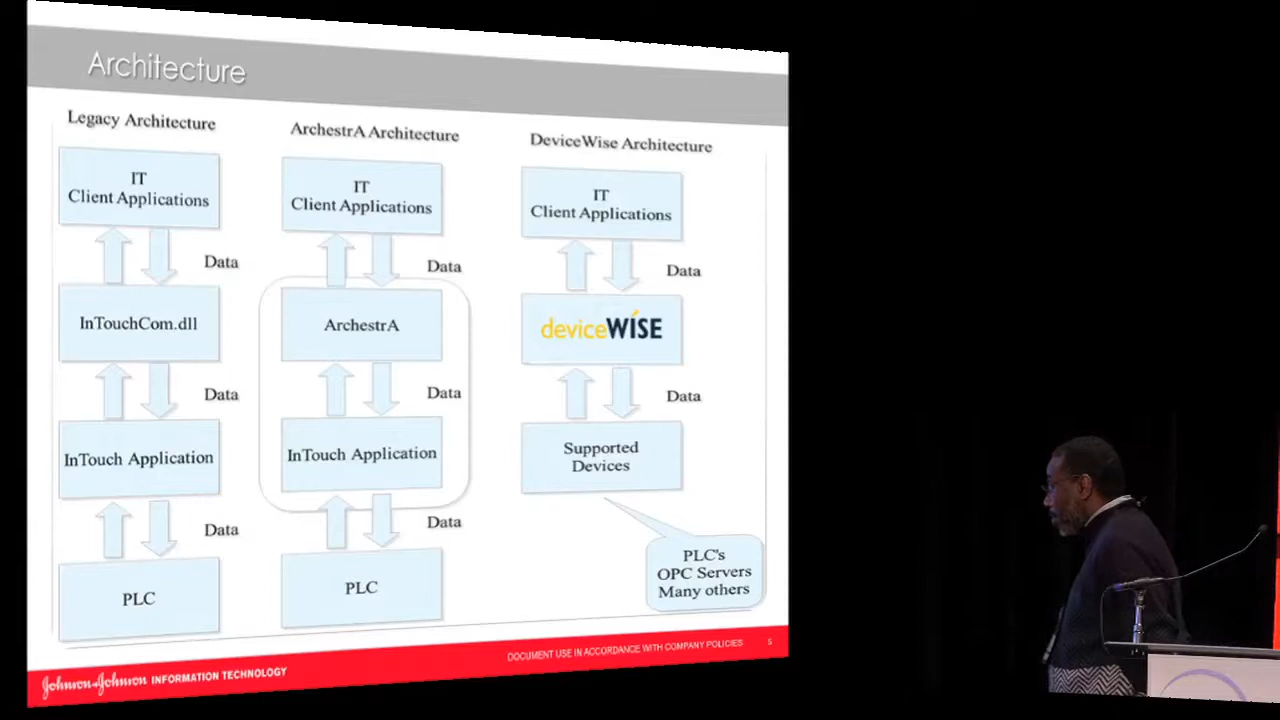 Architecture
Legacy Architecture
IT
Client Applications
Data
InTouchCom.dll
Data
InTouch Application
Data
PLC
ArchestrA Architecture
IT
Client Applications
Data
ArchestrA
Data
InTouch Application
Data
PLC
DeviceWise Architecture
IT
Client Applications
Data
deviceWISE
Data
Supported
Devices
PLC's
OPC Servers
Many others
Johnson & Johnson INFORMATION TECHNOLOGY
DOCUMENT USE IN ACCORDANCE WITH COMPANY POLICIES 5